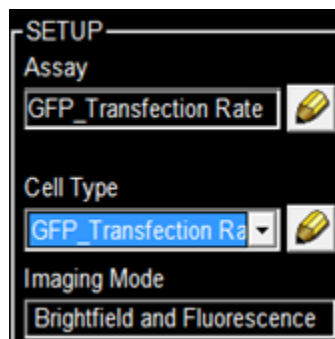 SETUP
Assay
GFP_Transfection Rate
Cell Type
GFP_Transfection Ra
Imaging Mode
Brightfield and Fluorescence